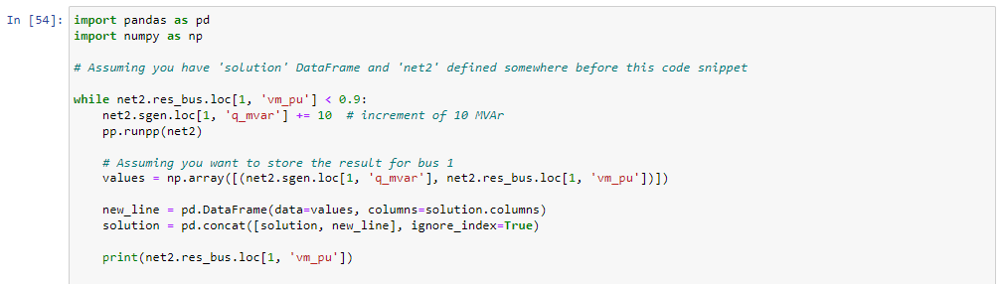 In [54]: import pandas as pd
import numpy as np
# Assuming you have 'solution' DataFrame and 'net2' defined somewhere before this code snippet
while net2.res_bus.loc[1, 'vm_pu'] < 0.9:
net2.sgen.loc[1, 'q_mvar'] += 10  # increment of 10 MVAr
pp.runpp(net2)
# Assuming you want to store the result for bus 1
values = np.array([(net2.sgen.loc[1, 'q_mvar'], net2.res_bus.loc[1, 'vm_pu'])])
new_line = pd.DataFrame(data=values, columns=solution.columns)
solution = pd.concat([solution, new_line], ignore_index=True)
print(net2.res_bus.loc[1, 'vm_pu'])